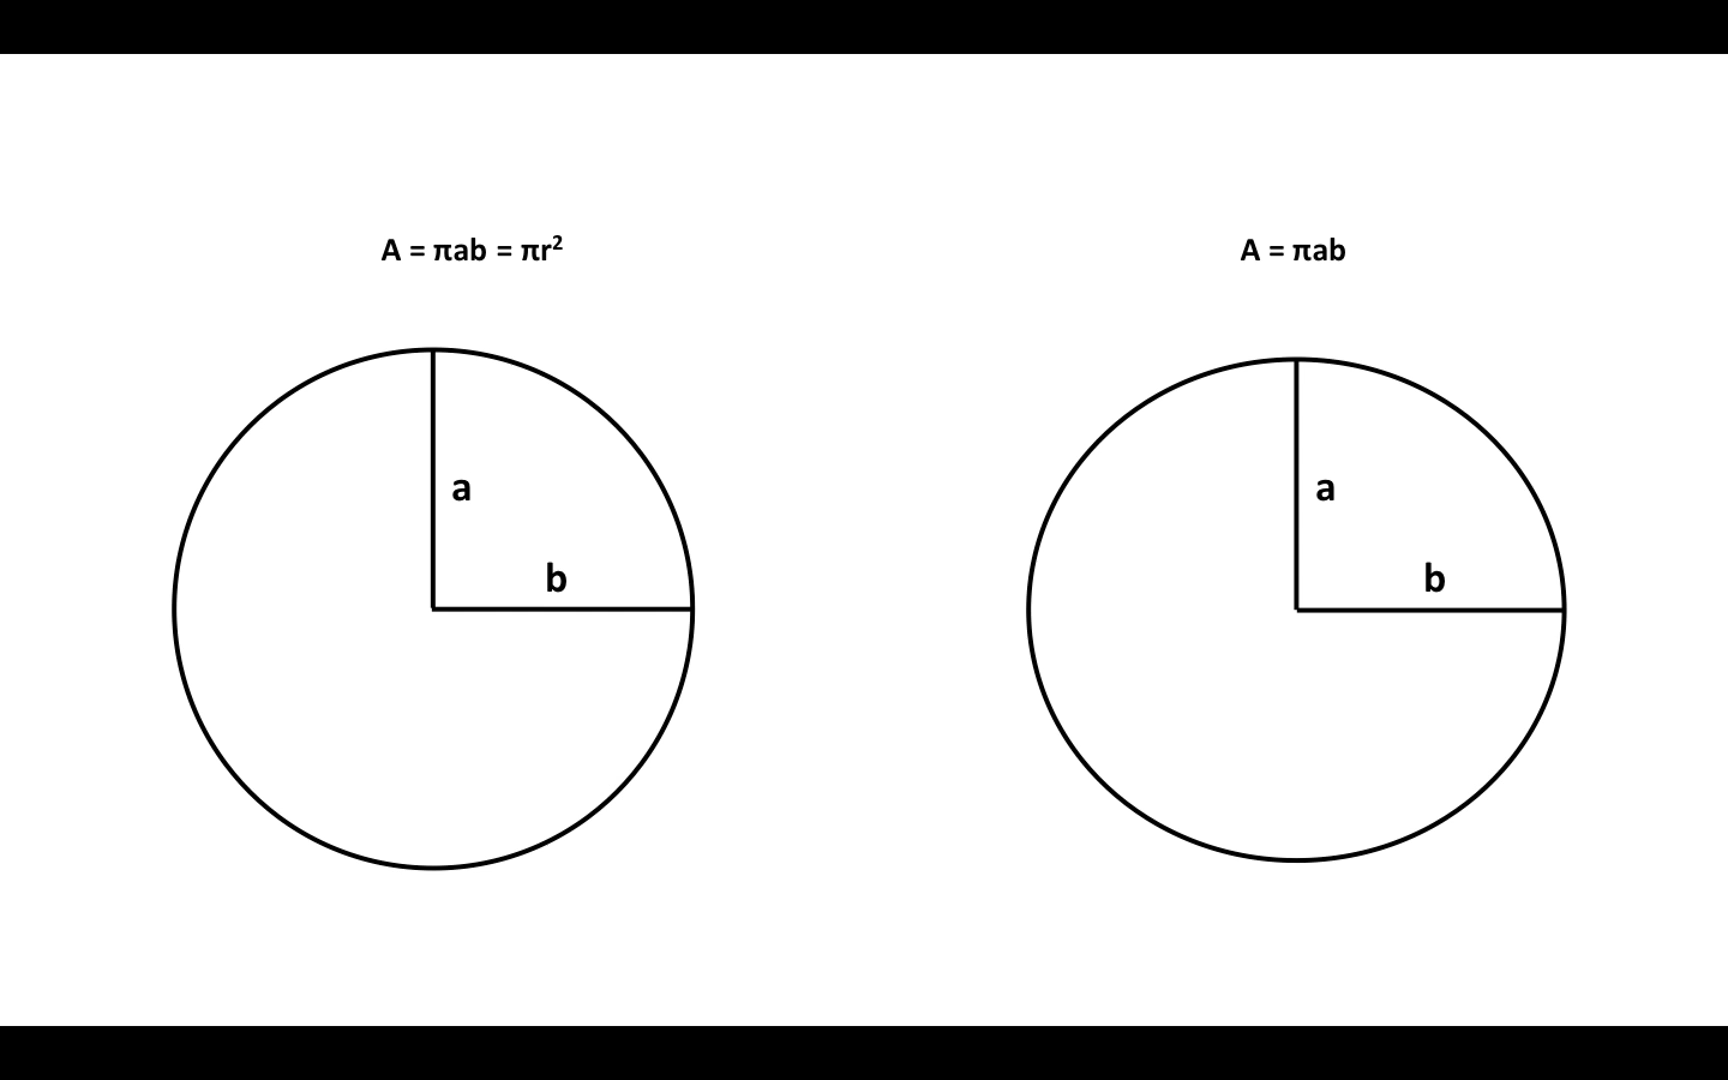 A = πab = πr²
A = πab
a
b
a
b